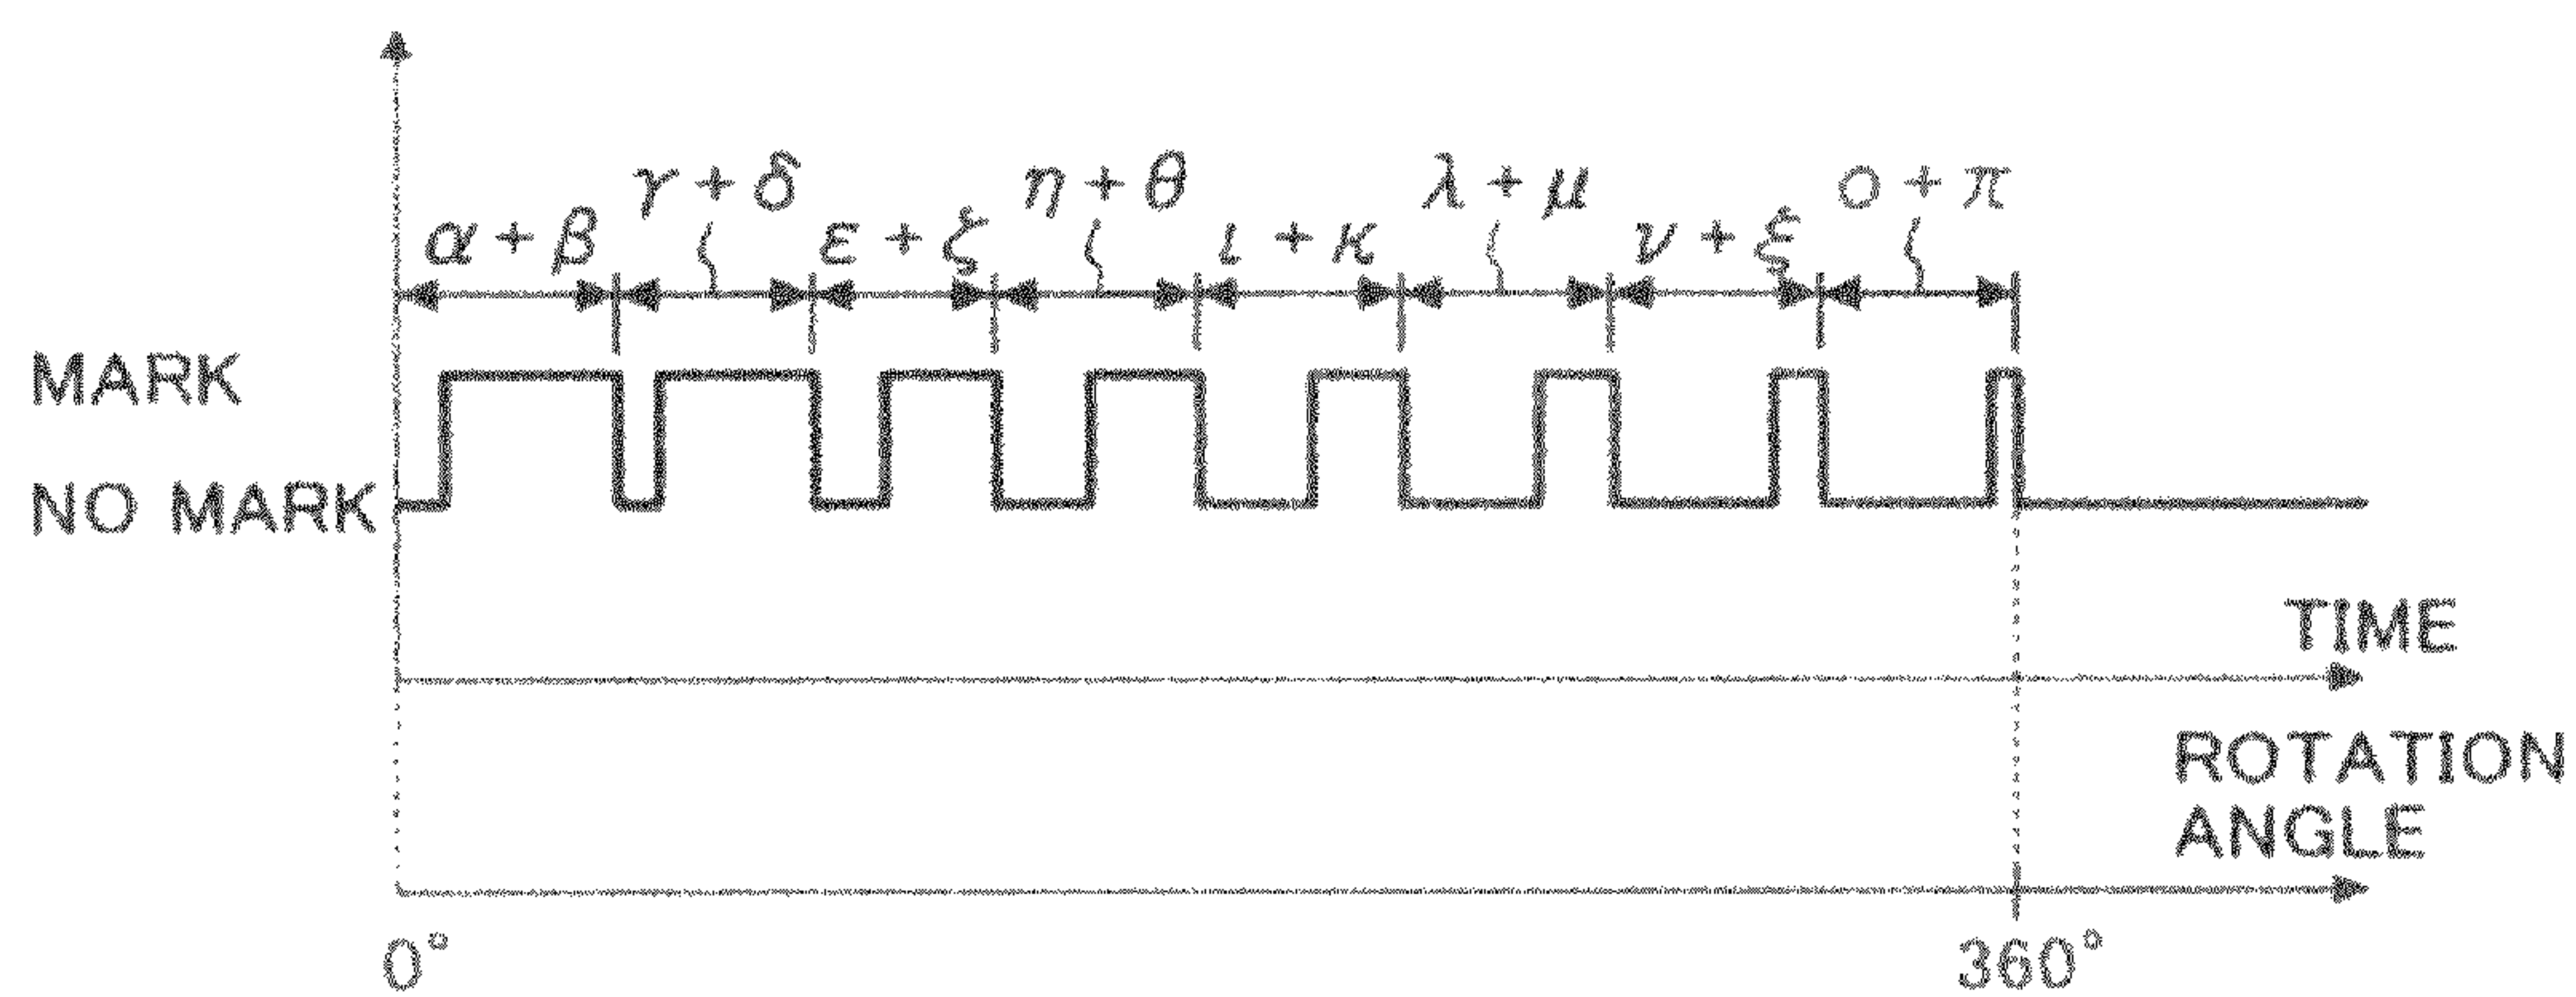 γ + δ
η + θ
λ + μ
ο + π
α + β
ε + ζ
ι + κ
ν + ξ
MARK
NO MARK
TIME
ROTATION
ANGLE
0°
360°